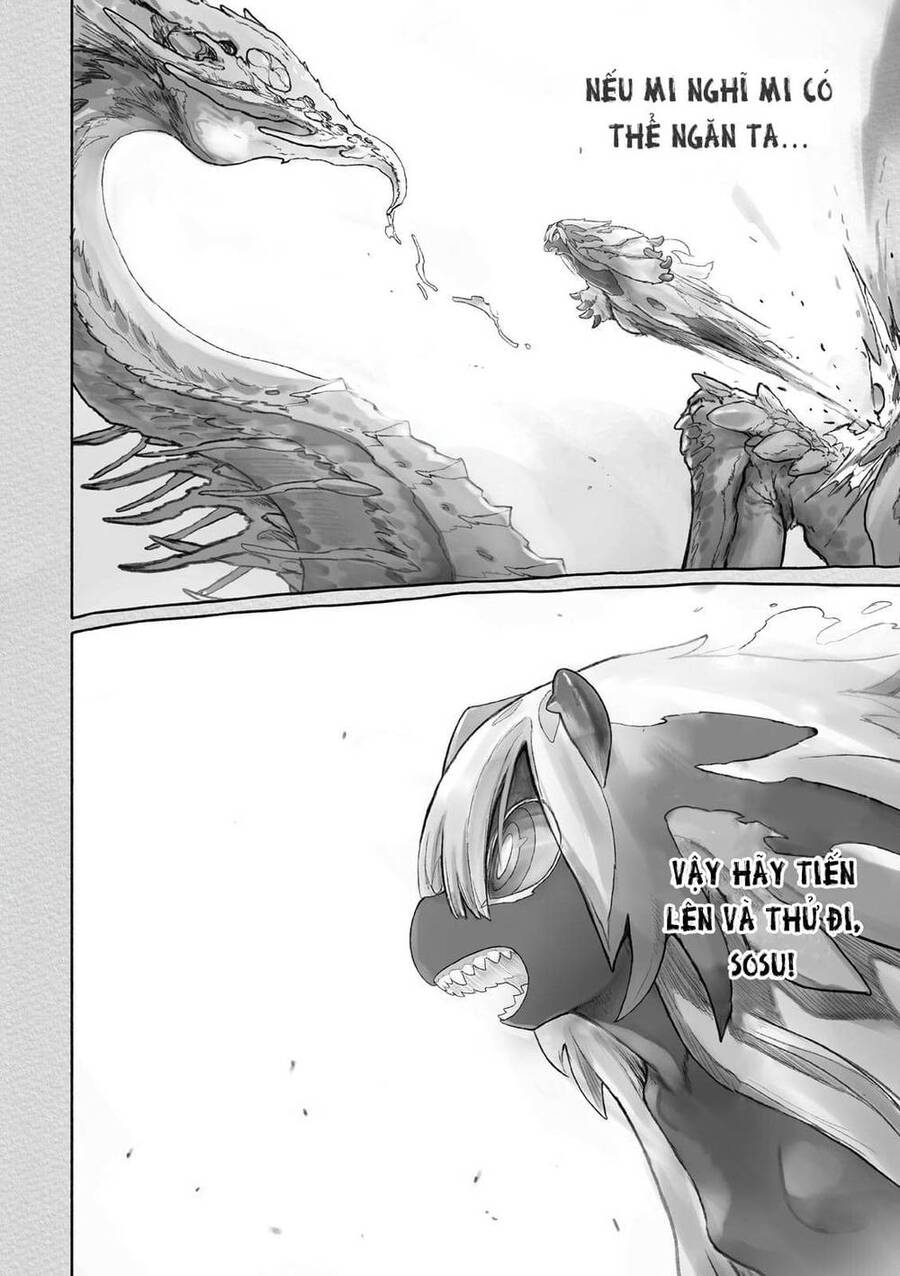 NẾU MI NGHĨ MI CÓ
THỂ NGĂN TA...
VẬY HÃY TIẾN
LÊN VÀ THỬ ĐI,
SOSU!